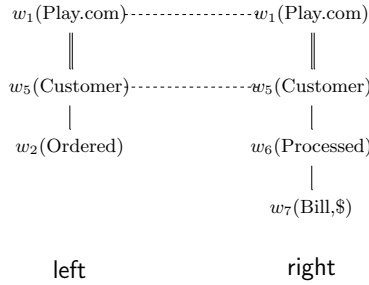 w₁(Play.com) w₁(Play.com)
w₅(Customer) w₅(Customer)
w₂(Ordered) w₆(Processed)
w₇(Bill,$)
left right